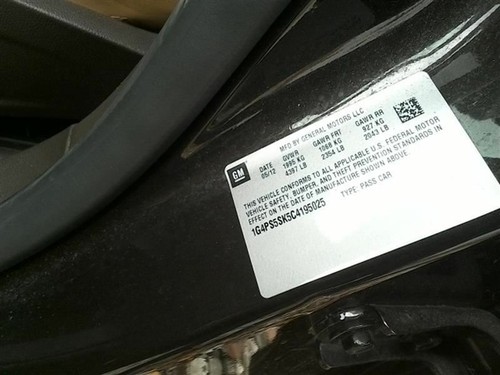 GM
MFD BY GENERAL MOTORS LLC
DATE GVWR GAWR FRT GAWR RR
05/12 1995 KG 1068 KG 927 KG
4397 LB 2354 LB 2043 LB
THIS VEHICLE CONFORMS TO ALL APPLICABLE U.S. FEDERAL MOTOR
VEHICLE SAFETY, BUMPER, AND THEFT PREVENTION STANDARDS IN
EFFECT ON THE DATE OF MANUFACTURE SHOWN ABOVE.
1G4PS5SK5C4195025 TYPE: PASS CAR